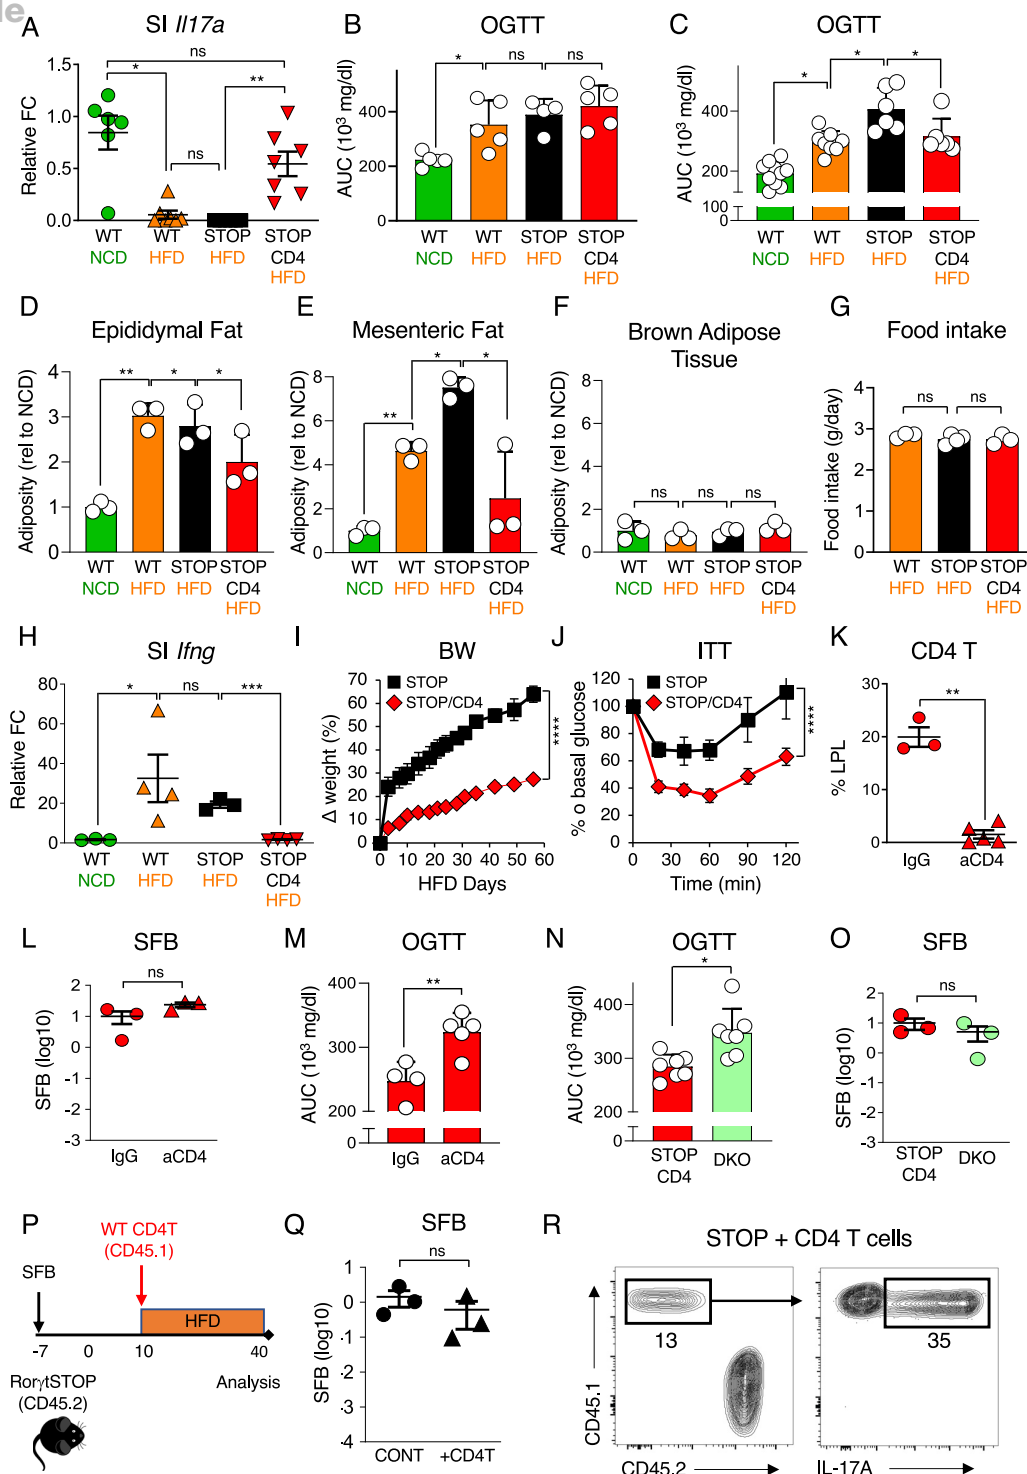 le
A
SI Il17a
Relative FC
1.5
1.0
0.5
0.0
ns
*
**
ns
WT
NCD
WT
HFD
STOP
HFD
STOP
CD4
HFD
B
OGTT
AUC (10³ mg/dl)
400
200
0
*
ns
ns
WT
NCD
WT
HFD
STOP
HFD
STOP
CD4
HFD
C
OGTT
AUC (10³ mg/dl)
400
200
100
0
*
*
*
WT
NCD
WT
HFD
STOP
HFD
STOP
CD4
HFD
D
Epididymal Fat
Adiposity (rel to NCD)
4
3
2
1
0
**
*
*
WT
NCD
WT
HFD
STOP
HFD
STOP
CD4
HFD
E
Mesenteric Fat
Adiposity (rel to NCD)
8
6
4
2
0
**
*
*
WT
NCD
WT
HFD
STOP
HFD
STOP
CD4
HFD
F
Brown Adipose
Tissue
Adiposity (rel to NCD)
8
6
4
2
0
ns
ns
ns
WT
NCD
WT
HFD
STOP
HFD
STOP
CD4
HFD
G
Food intake
Food intake (g/day)
4
3
2
1
0
ns
ns
WT
HFD
STOP
HFD
STOP
CD4
HFD
H
SI Ifng
Relative FC
80
60
40
20
0
*
ns
***
WT
NCD
WT
HFD
STOP
HFD
STOP
CD4
HFD
I
BW
Δ weight (%)
70
60
50
40
30
20
10
0
STOP
STOP/CD4
****
0 10 20 30 40 50 60
HFD Days
J
ITT
% o basal glucose
120
100
80
60
40
20
0
STOP
STOP/CD4
****
0 30 60 90 120
Time (min)
K
CD4 T
% LPL
30
20
10
0
**
IgG aCD4
L
SFB
SFB (log10)
2
1
0
-1
-2
-3
ns
IgG aCD4
M
OGTT
AUC (10³ mg/dl)
400
300
200
0
**
IgG aCD4
N
OGTT
AUC (10³ mg/dl)
400
300
200
0
*
STOP
CD4
DKO
O
SFB
SFB (log10)
2
1
0
-1
-2
-3
ns
STOP
CD4
DKO
P
WT CD4T
(CD45.1)
SFB
HFD
-7 0 10 40
RorγtSTOP
(CD45.2)
Analysis
Q
SFB
SFB (log10)
1
0
-1
-2
-3
-4
ns
CONT +CD4T
R
STOP + CD4 T cells
13
35
CD45.1
CD45.2
IL-17A